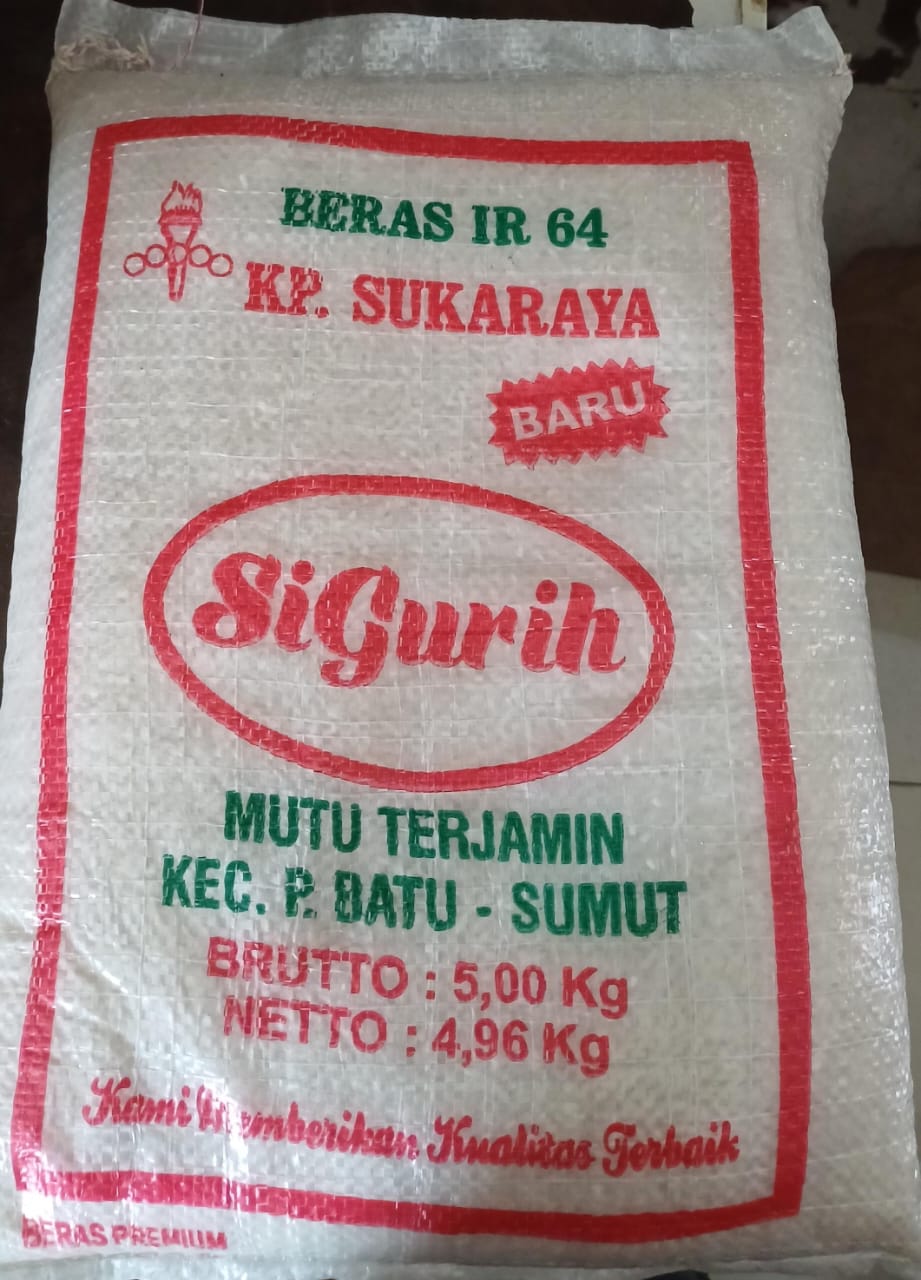 BERAS IR 64
KP. SUKARAYA
BARU
SiGurih
MUTU TERJAMIN
KEC. P. BATU - SUMUT
BRUTTO : 5,00 Kg
NETTO : 4,96 Kg
Kami Memberikan Kualitas Terbaik
BERAS PREMIUM